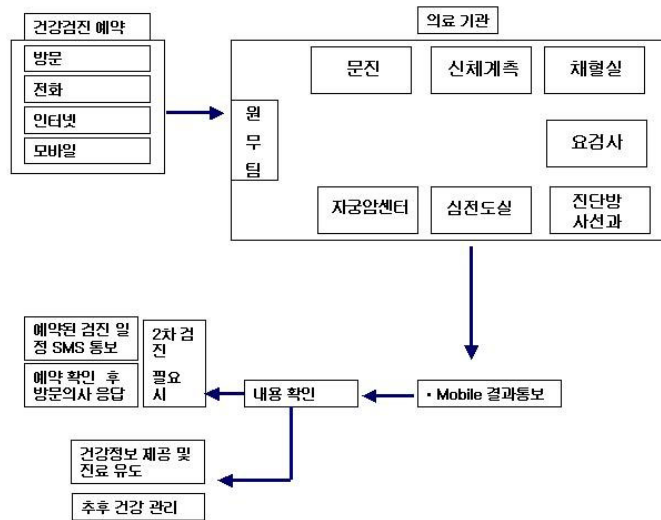 건강검진 예약
방문
전화
인터넷
모바일
의료 기관
원
무
팀
문진
신체계측
채혈실
요검사
자궁암센터
심전도실
진단방
사선과
예약된 검진 일
정 SMS 통보
예약 확인 후
방문의사 응답
2차 검
진
필요
시
내용 확인
· Mobile 결과통보
건강정보 제공 및
진료 유도
추후 건강 관리